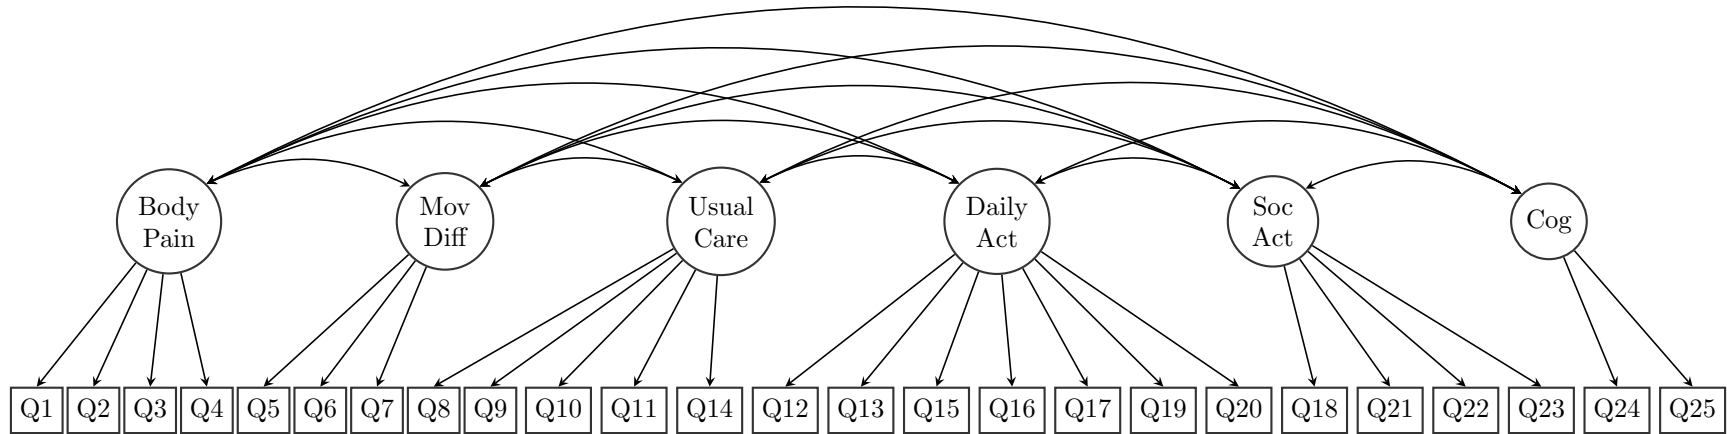 Body
Pain
Mov
Diff
Usual
Care
Daily
Act
Soc
Act
Cog
Q1 Q2 Q3 Q4 Q5 Q6 Q7 Q8 Q9 Q10 Q11 Q14 Q12 Q13 Q15 Q16 Q17 Q19 Q20 Q18 Q21 Q22 Q23 Q24 Q25